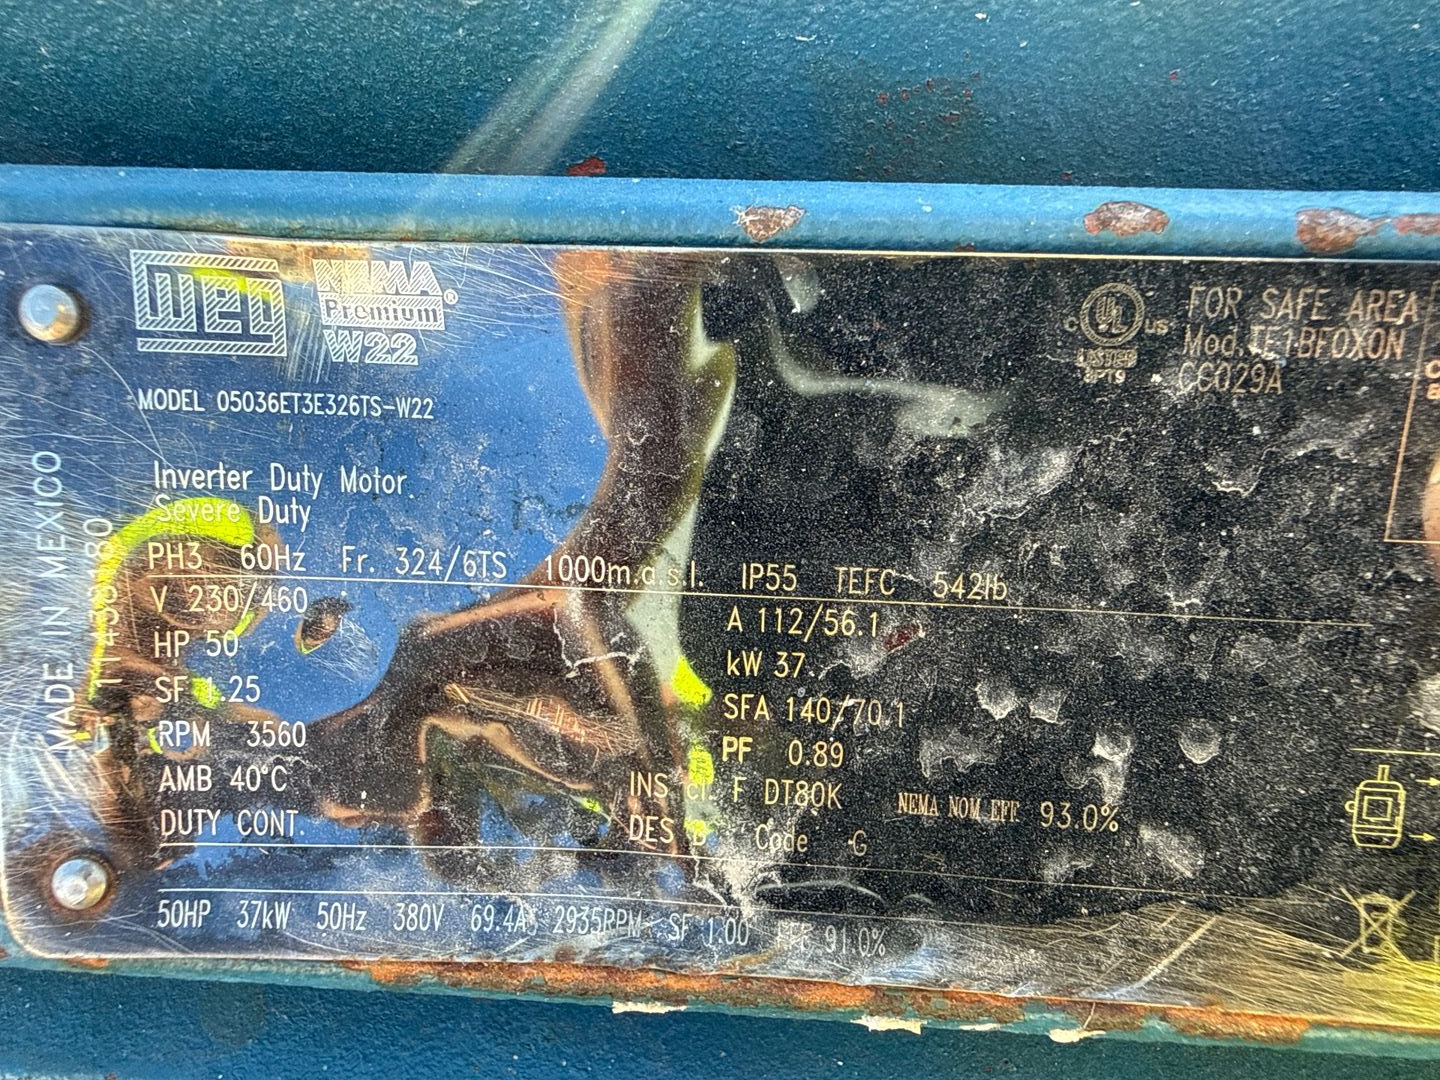 WEG
NEMA
Premium®
W22
MODEL 05036ET3E326TS-W22
c UL us
LISTED
FOR SAFE AREA
CC029A
MADE IN MEXICO
Inverter Duty Motor
Severe Duty
PH3 60Hz Fr. 324/6TS 1000m.a.s.l. IP55 TEFC 542lb
V 230/460 A 112/56.1
HP 50 kW 37.
SF 1.25 SFA 140/70.1
RPM 3560 PF 0.89
AMB 40°C INS cl. F DT80K NEMA NOM EFF 93.0%
DUTY CONT. DES B Code G
50HP 37kW 50Hz 380V 69.4A 2935RPM SF 1.00 EFF 91.0%